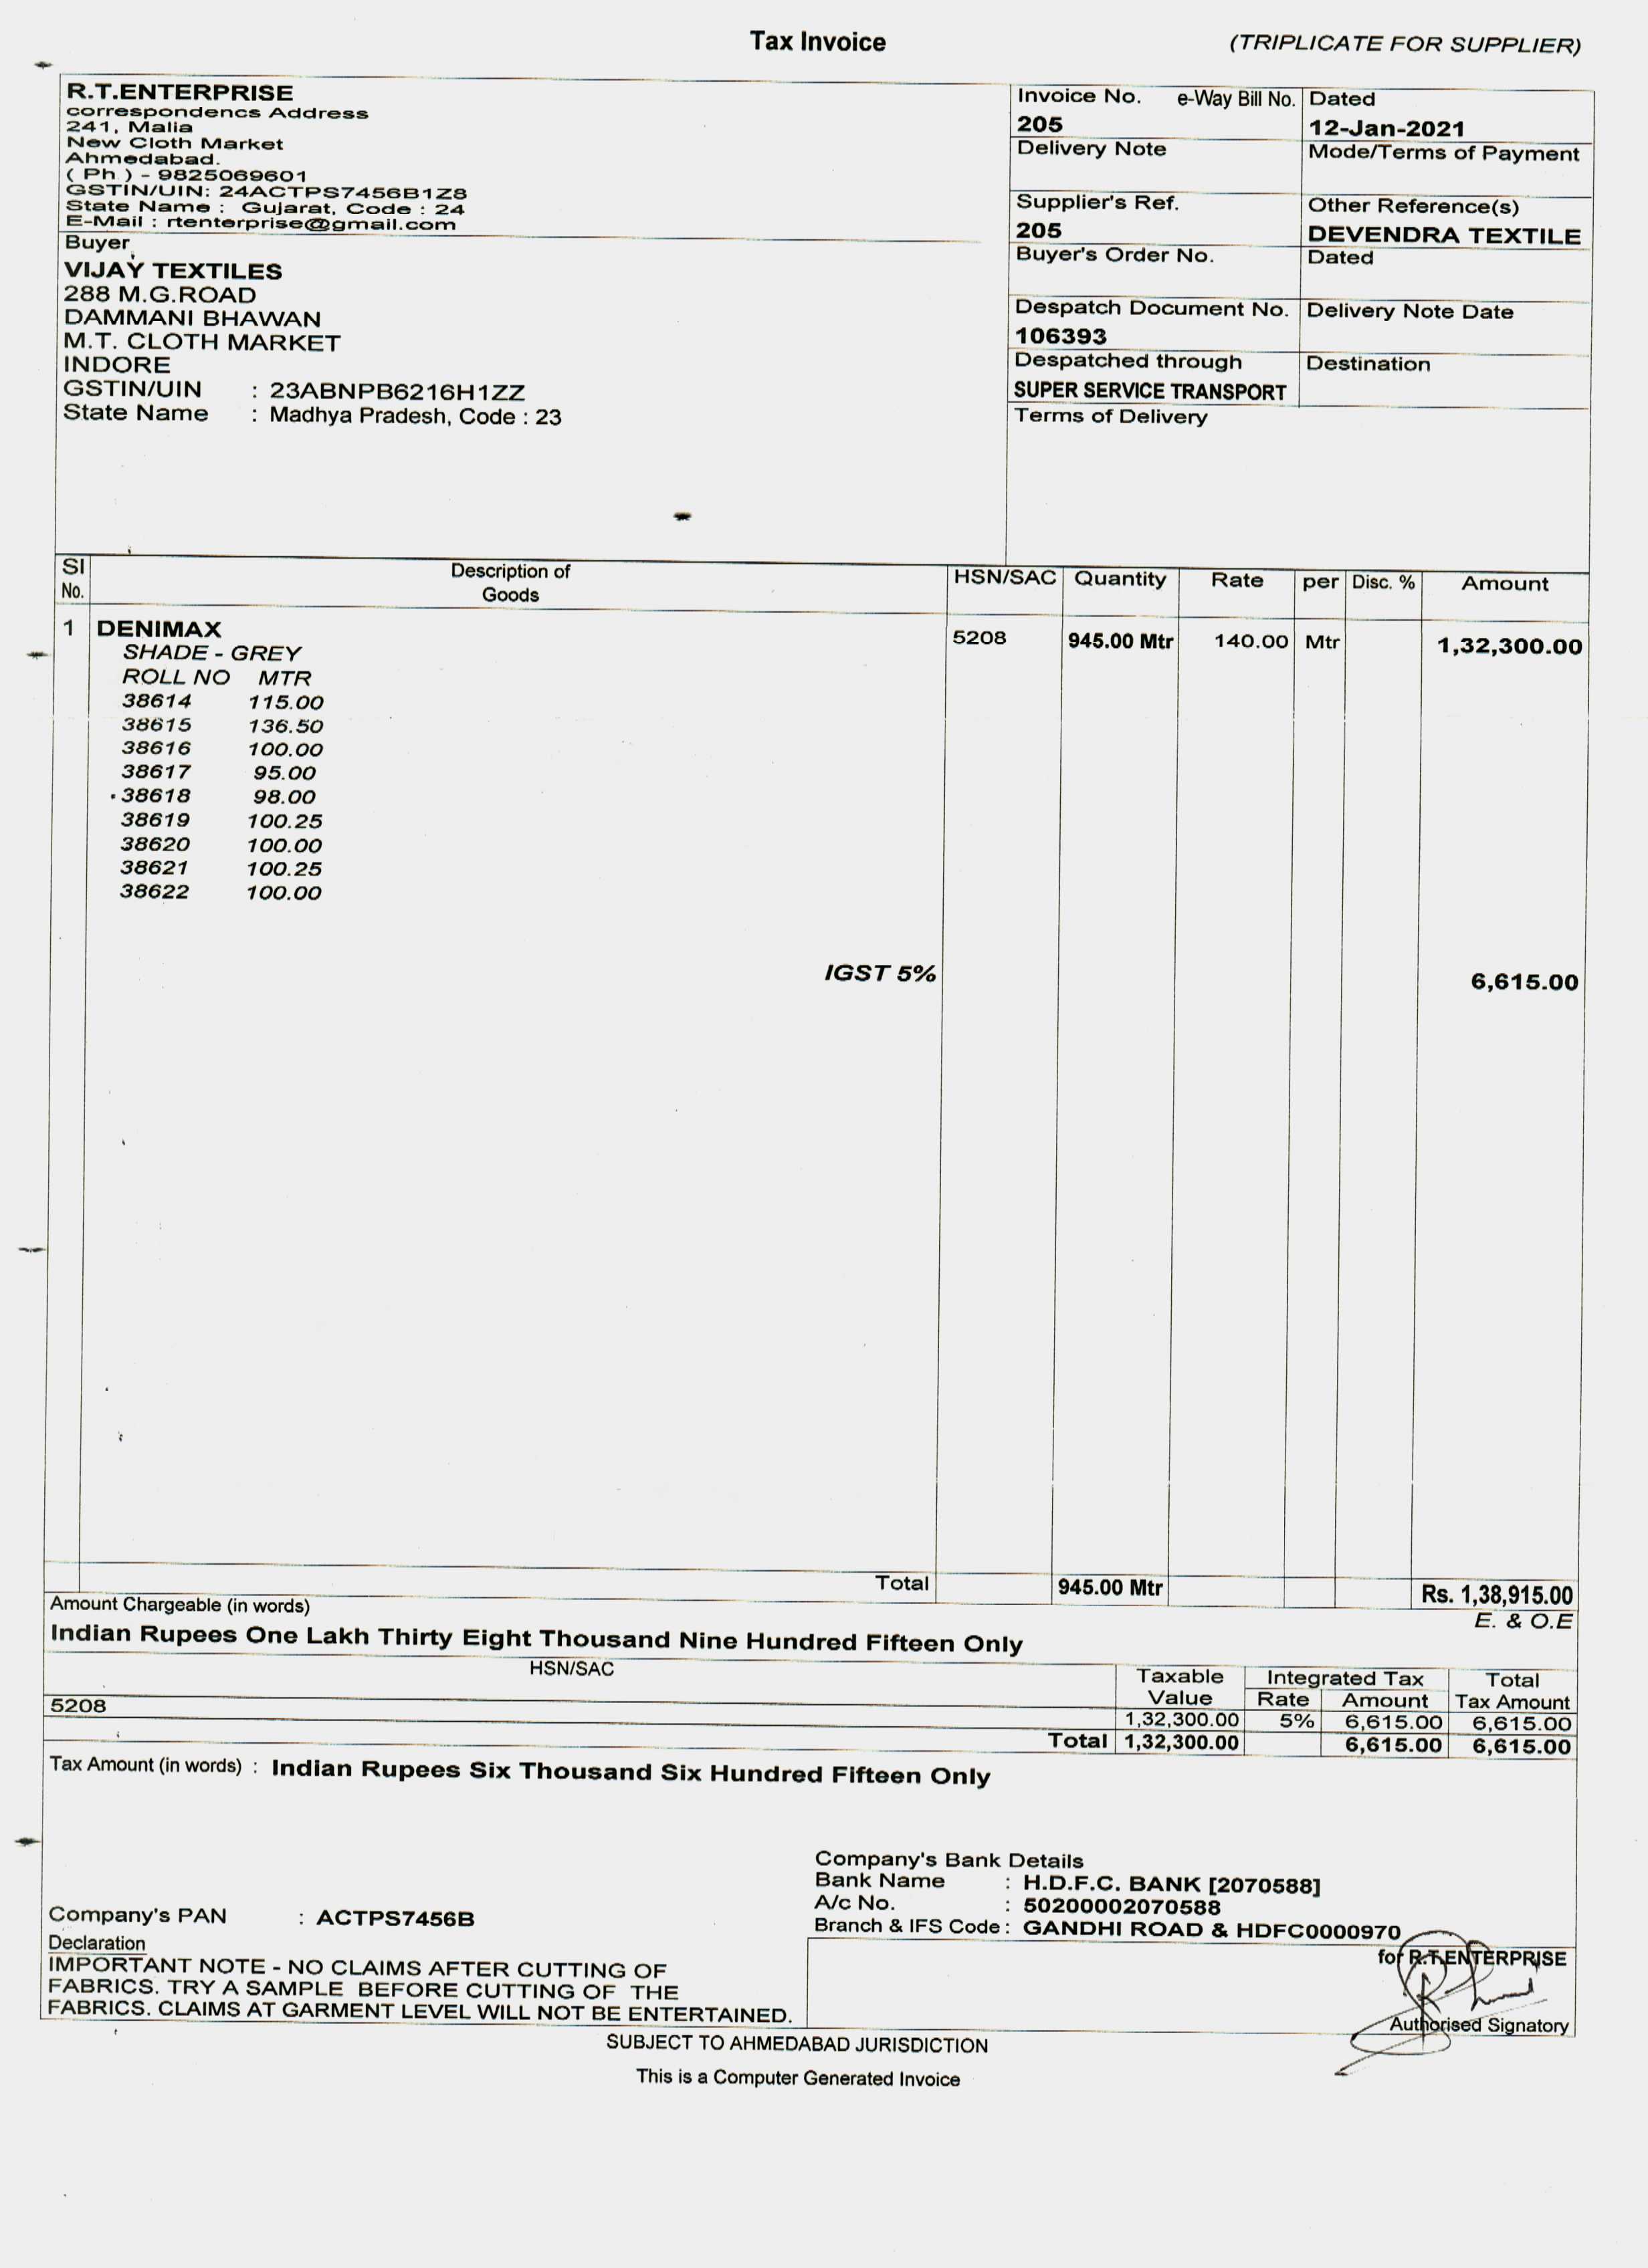 Tax Invoice
(TRIPLICATE FOR SUPPLIER)
R.T.ENTERPRISE
correspondencs Address
241, Malia
New Cloth Market
Ahmedabad.
( Ph ) - 9825069601
GSTIN/UIN: 24ACTPS7456B1Z8
State Name : Gujarat, Code : 24
E-Mail : rtenterprise@gmail.com
Buyer
VIJAY TEXTILES
288 M.G.ROAD
DAMMANI BHAWAN
M.T. CLOTH MARKET
INDORE
GSTIN/UIN : 23ABNPB6216H1ZZ
State Name : Madhya Pradesh, Code : 23
Invoice No. e-Way Bill No. Dated
205 12-Jan-2021
Delivery Note Mode/Terms of Payment
Supplier's Ref. Other Reference(s)
205 DEVENDRA TEXTILE
Buyer's Order No. Dated
Despatch Document No. Delivery Note Date
106393
Despatched through Destination
SUPER SERVICE TRANSPORT
Terms of Delivery
SI No. Description of Goods HSN/SAC Quantity Rate per Disc. % Amount
1 DENIMAX 5208 945.00 Mtr 140.00 Mtr 1,32,300.00
SHADE - GREY
ROLL NO MTR
38614 115.00
38615 136.50
38616 100.00
38617 95.00
38618 98.00
38619 100.25
38620 100.00
38621 100.25
38622 100.00
IGST 5% 6,615.00
Total 945.00 Mtr Rs. 1,38,915.00
Amount Chargeable (in words) E. & O.E
Indian Rupees One Lakh Thirty Eight Thousand Nine Hundred Fifteen Only
HSN/SAC Taxable Value Integrated Tax Total
Rate Amount Tax Amount
5208 1,32,300.00 5% 6,615.00 6,615.00
Total 1,32,300.00 6,615.00 6,615.00
Tax Amount (in words) : Indian Rupees Six Thousand Six Hundred Fifteen Only
Company's Bank Details
Bank Name : H.D.F.C. BANK [2070588]
A/c No. : 50200002070588
Branch & IFS Code : GANDHI ROAD & HDFC0000970
Company's PAN : ACTPS7456B
Declaration
IMPORTANT NOTE - NO CLAIMS AFTER CUTTING OF
FABRICS. TRY A SAMPLE BEFORE CUTTING OF THE
FABRICS. CLAIMS AT GARMENT LEVEL WILL NOT BE ENTERTAINED.
for R.T.ENTERPRISE
Authorised Signatory
SUBJECT TO AHMEDABAD JURISDICTION
This is a Computer Generated Invoice